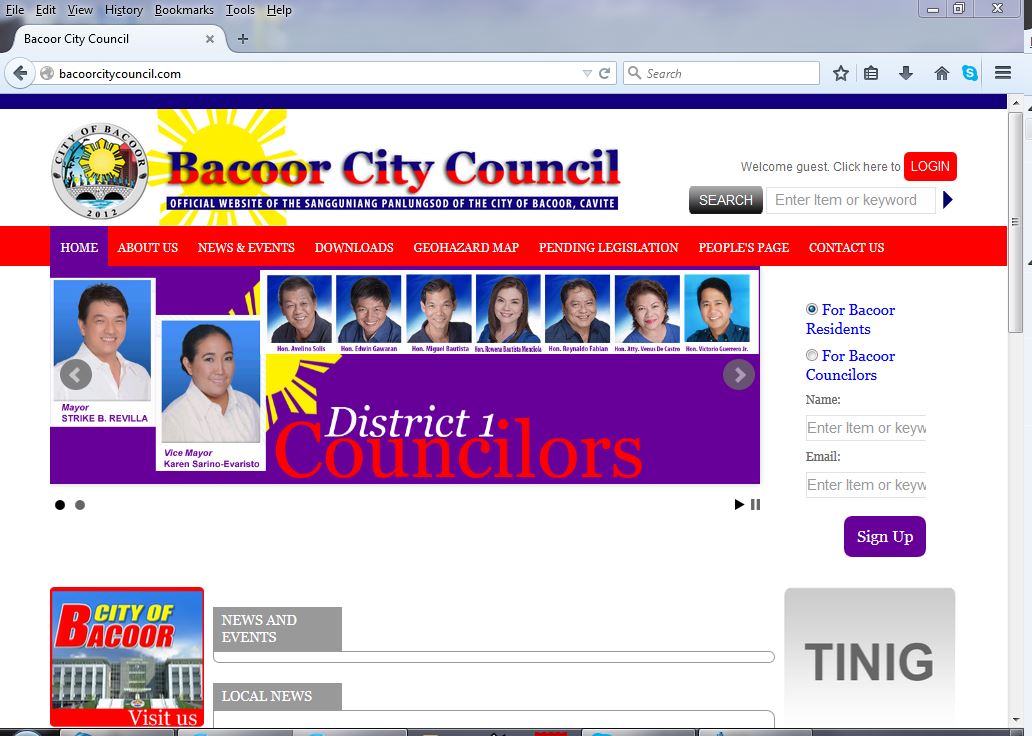 File Edit View History Bookmarks Tools Help
Bacoor City Council
bacoorcitycouncil.com
Search
CITY OF BACOOR
2012
Bacoor City Council
OFFICIAL WEBSITE OF THE SANGGUNIANG PANLUNGSOD OF THE CITY OF BACOOR, CAVITE
Welcome guest. Click here to LOGIN
SEARCH Enter Item or keyword
HOME ABOUT US NEWS & EVENTS DOWNLOADS GEOHAZARD MAP PENDING LEGISLATION PEOPLE'S PAGE CONTACT US
Hon. Avelino Solis Hon. Edwin Gawaran Hon. Miguel Bautista Hon. Rowena Bautista Mendiola Hon. Reynaldo Fabian Hon. Atty. Venus De Castro Hon. Victorio Guerrero Jr.
Mayor
STRIKE B. REVILLA
Vice Mayor
Karen Sarino-Evaristo
District 1
Councilors
For Bacoor
Residents
For Bacoor
Councilors
Name:
Enter Item or keyw
Email:
Enter Item or keyw
Sign Up
CITY OF
BACOOR
Visit us
NEWS AND
EVENTS
LOCAL NEWS
TINIG